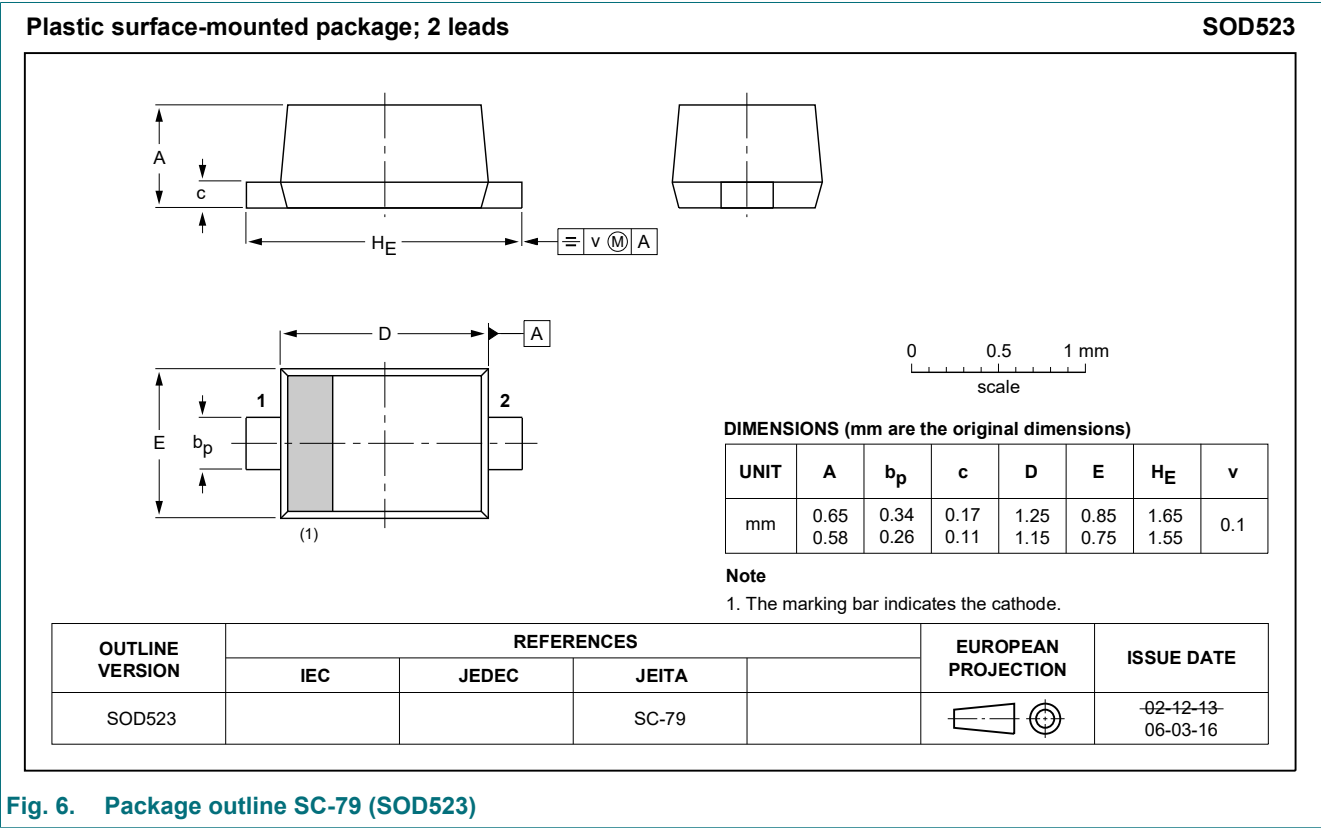 Plastic surface-mounted package; 2 leads SOD523
A
c
HE
v M A
D
A
1
2
E
bp
(1)
0 0.5 1 mm
scale
DIMENSIONS (mm are the original dimensions)
UNIT A bp c D E HE v
mm 0.65 0.58 0.34 0.26 0.17 0.11 1.25 1.15 0.85 0.75 1.65 1.55 0.1
Note
1. The marking bar indicates the cathode.
OUTLINE VERSION REFERENCES EUROPEAN PROJECTION ISSUE DATE
IEC JEDEC JEITA
SOD523 SC-79 02-12-13
06-03-16
Fig. 6. Package outline SC-79 (SOD523)